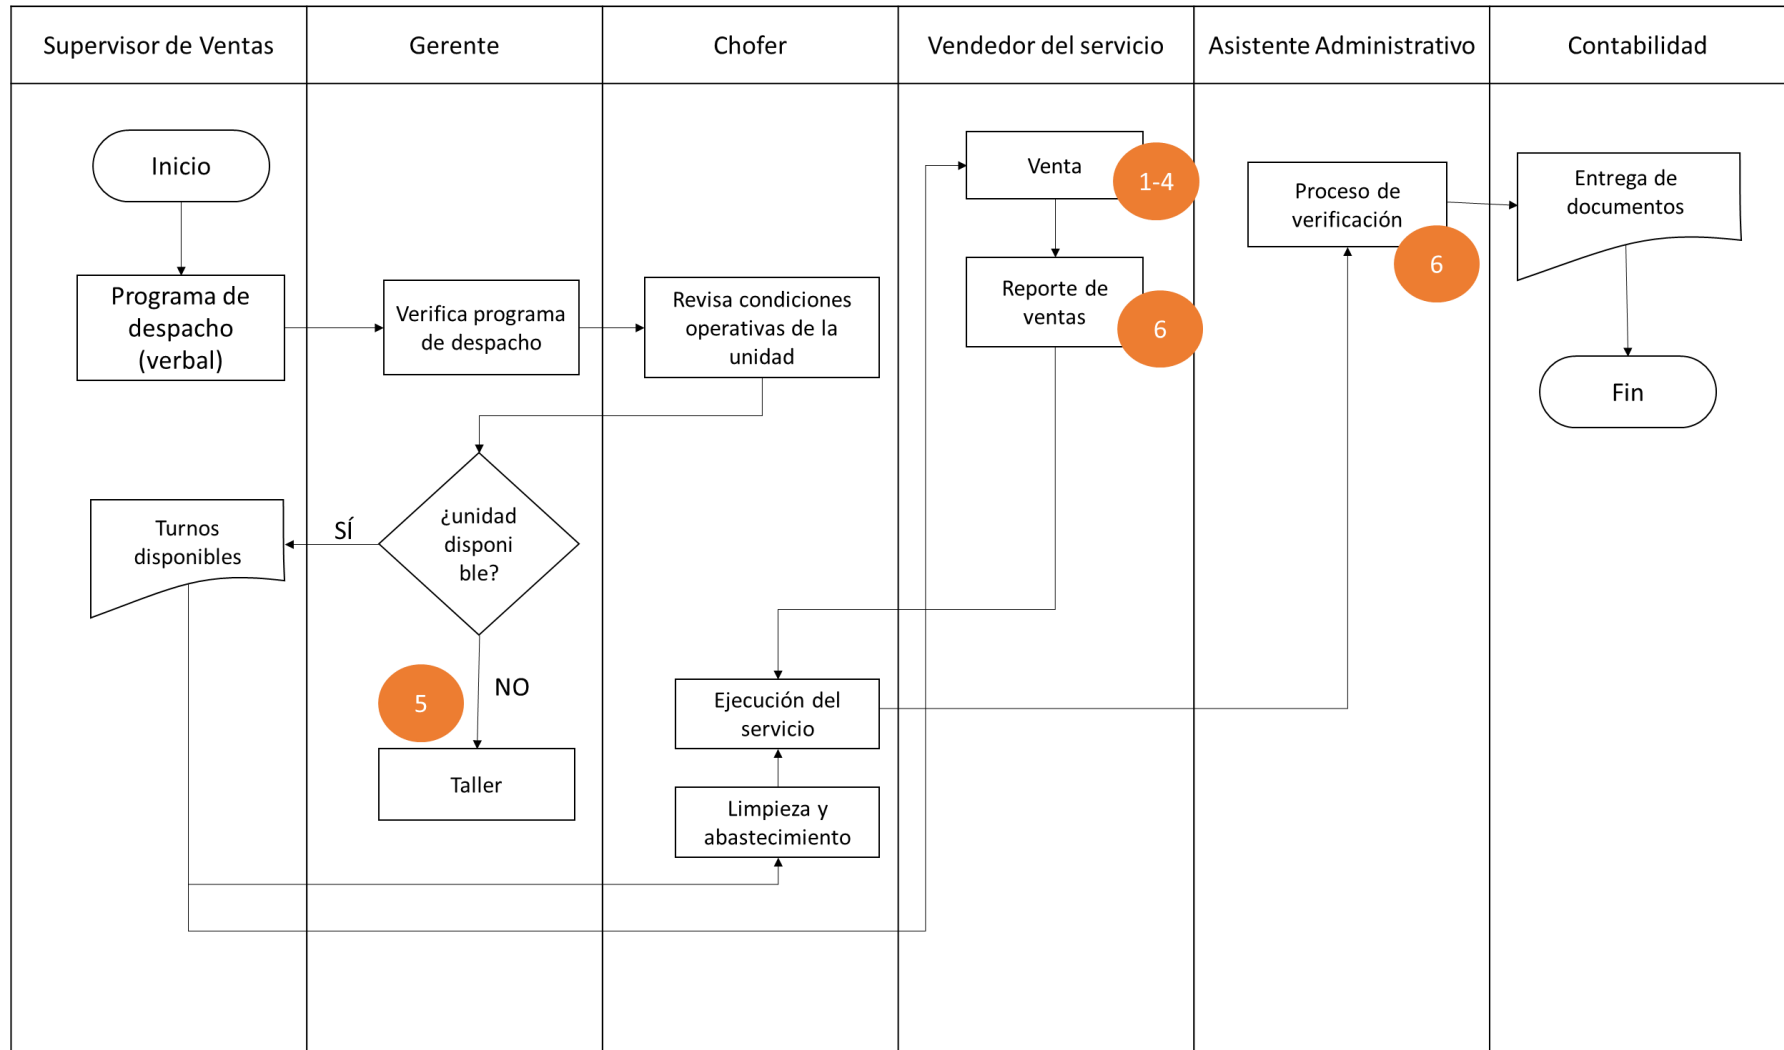 Supervisor de Ventas
Gerente
Chofer
Vendedor del servicio
Asistente Administrativo
Contabilidad
Inicio
Programa de
despacho
(verbal)
Verifica programa
de despacho
Revisa condiciones
operativas de la
unidad
Venta
1-4
Reporte de
ventas
6
Proceso de
verificación
6
Entrega de
documentos
Fin
Turnos
disponibles
SÍ
¿unidad
disponi
ble?
NO
5
Taller
Ejecución del
servicio
Limpieza y
abastecimiento